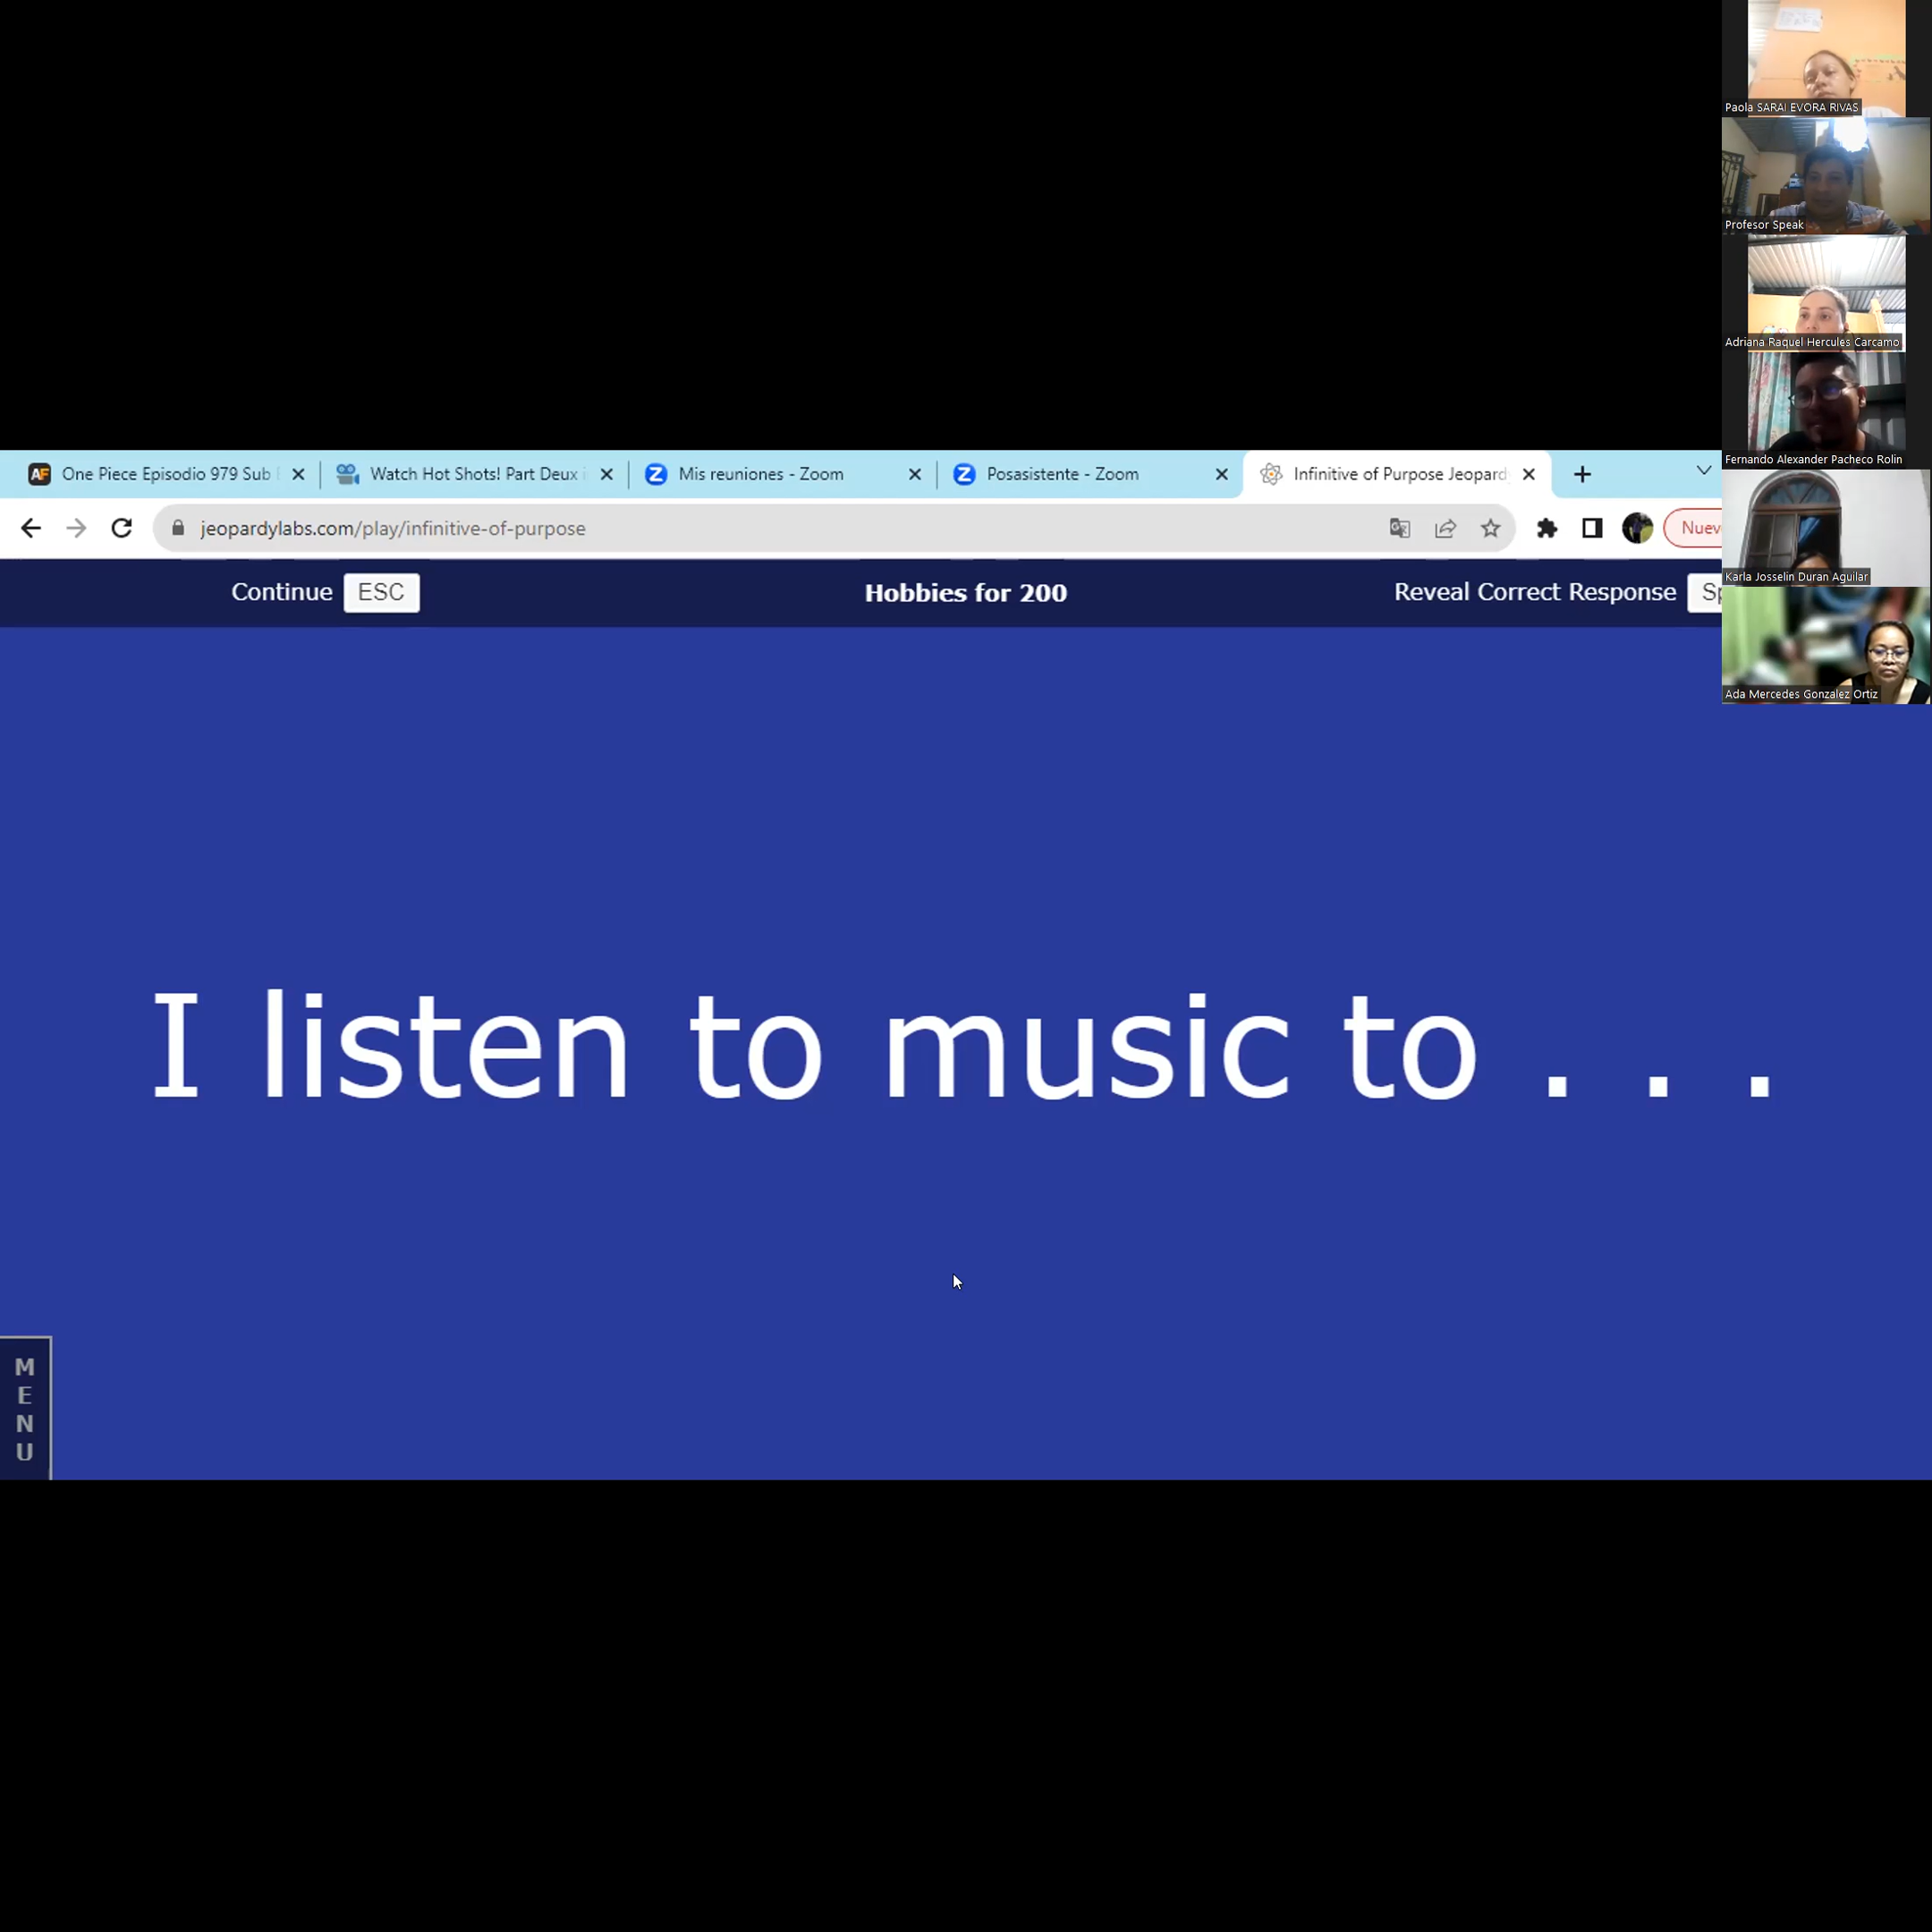 Paola SARAI EVORA RIVAS
Profesor Speak
Adriana Raquel Hercules Carcamo
Fernando Alexander Pacheco Rolin
Karla Josselin Duran Aguilar
Ada Mercedes Gonzalez Ortiz
One Piece Episodio 979 Sub
Watch Hot Shots! Part Deux
Mis reuniones - Zoom
Posasistente - Zoom
Infinitive of Purpose Jeopard
jeopardylabs.com/play/infinitive-of-purpose
Continue ESC
Hobbies for 200
Reveal Correct Response
I listen to music to . . .
MENU